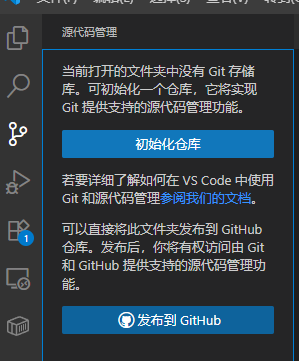 源代码管理
当前打开的文件夹中没有 Git 存储
库。可初始化一个仓库，它将实现
Git 提供支持的源代码管理功能。
初始化仓库
若要详细了解如何在 VS Code 中使用
Git 和源代码管理参阅我们的文档。
可以直接将此文件夹发布到 GitHub
仓库。发布后，你将有权访问由 Git
和 GitHub 提供支持的源代码管理功
能。
1
发布到 GitHub